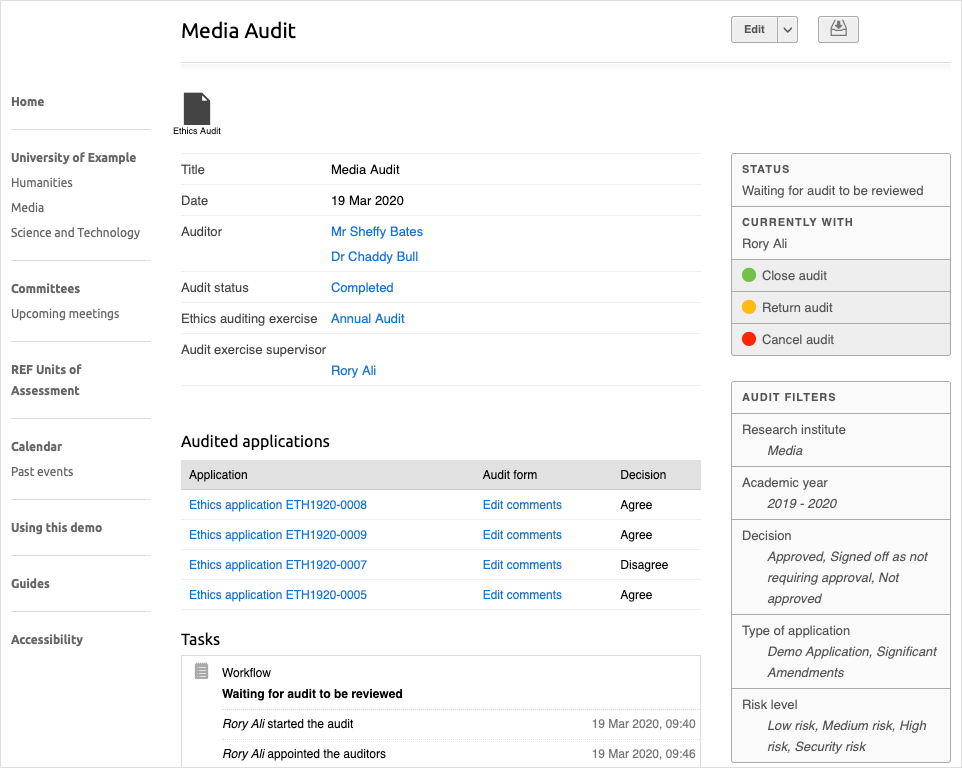 Media Audit
Edit
Home
University of Example
Humanities
Media
Science and Technology
Committees
Upcoming meetings
REF Units of
Assessment
Calendar
Past events
Using this demo
Guides
Accessibility
Ethics Audit
Title Media Audit
Date 19 Mar 2020
Auditor Mr Sheffy Bates
Dr Chaddy Bull
Audit status Completed
Ethics auditing exercise Annual Audit
Audit exercise supervisor
Rory Ali
Audited applications
Application Audit form Decision
Ethics application ETH1920-0008 Edit comments Agree
Ethics application ETH1920-0009 Edit comments Agree
Ethics application ETH1920-0007 Edit comments Disagree
Ethics application ETH1920-0005 Edit comments Agree
Tasks
Workflow
Waiting for audit to be reviewed
Rory Ali started the audit 19 Mar 2020, 09:40
Rory Ali appointed the auditors 19 Mar 2020, 09:46
STATUS
Waiting for audit to be reviewed
CURRENTLY WITH
Rory Ali
Close audit
Return audit
Cancel audit
AUDIT FILTERS
Research institute
Media
Academic year
2019 - 2020
Decision
Approved, Signed off as not
requiring approval, Not
approved
Type of application
Demo Application, Significant
Amendments
Risk level
Low risk, Medium risk, High
risk, Security risk